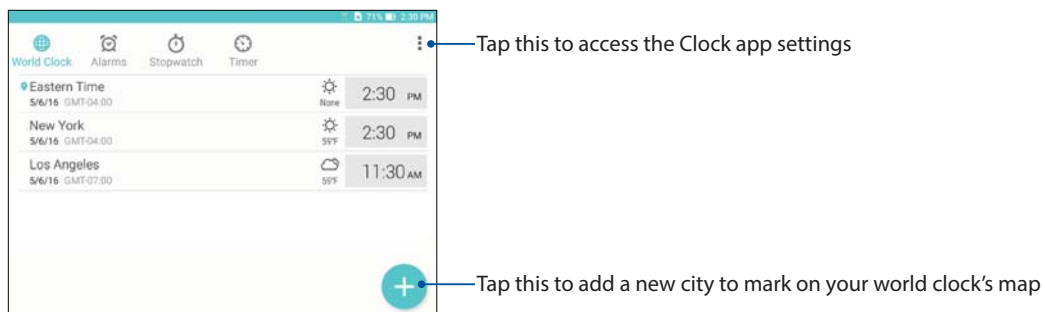 71% 2:30 PM
World Clock Alarms Stopwatch Timer
Tap this to access the Clock app settings
Eastern Time
5/6/16 GMT-04:00
None
2:30 PM
New York
5/6/16 GMT-04:00
59°F
2:30 PM
Los Angeles
5/6/16 GMT-07:00
59°F
11:30 AM
Tap this to add a new city to mark on your world clock's map